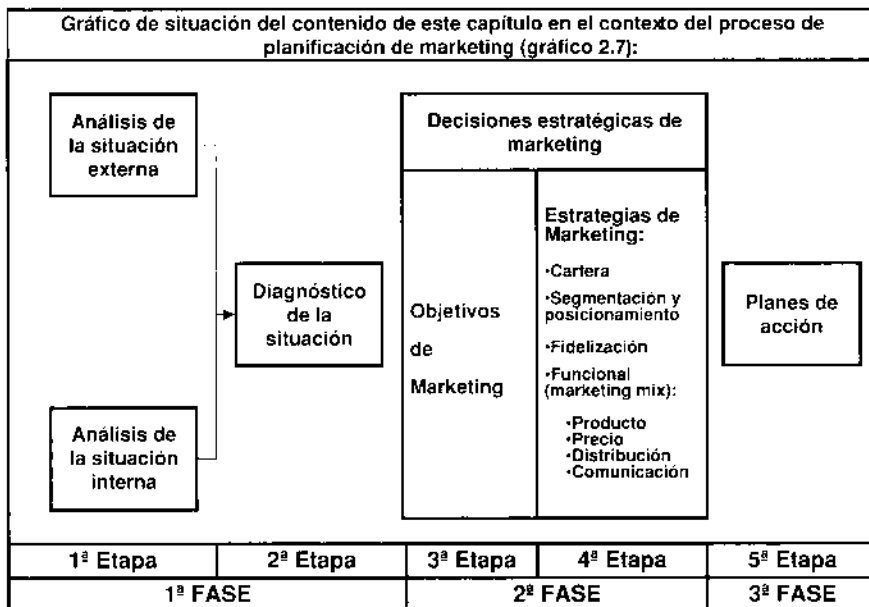 Gráfico de situación del contenido de este capítulo en el contexto del proceso de
planificación de marketing (gráfico 2.7):
Análisis de
la situación
externa
Análisis de
la situación
interna
Diagnóstico
de la
situación
Decisiones estratégicas de
marketing
Objetivos
de
Marketing
Estrategias de
Marketing:
•Cartera
•Segmentación y
posicionamiento
•Fidelización
•Funcional
(marketing mix):
•Producto
•Precio
•Distribución
•Comunicación
Planes de
acción
1ª Etapa
2ª Etapa
3ª Etapa
4ª Etapa
5ª Etapa
1ª FASE
2ª FASE
3ª FASE